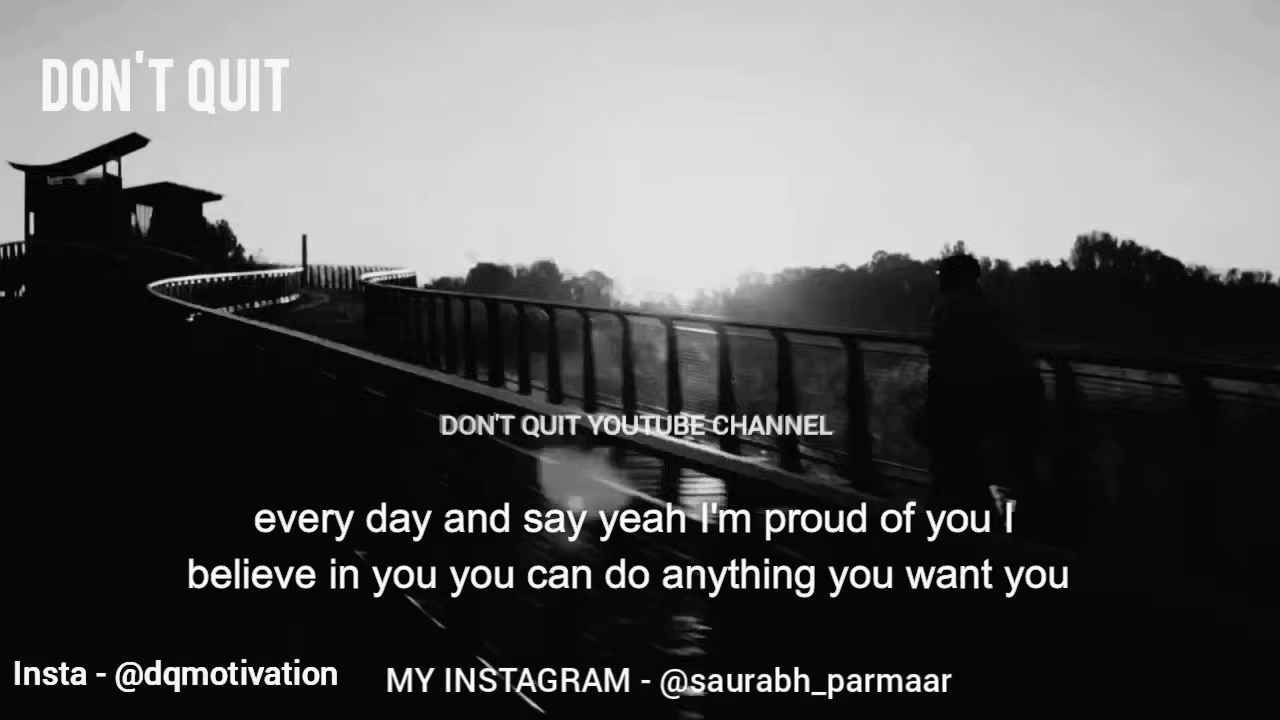 DON'T QUIT
DON'T QUIT YOUTUBE CHANNEL
every day and say yeah I'm proud of you I
believe in you you can do anything you want you
Insta - @dqmotivation
MY INSTAGRAM - @saurabh_parmaar